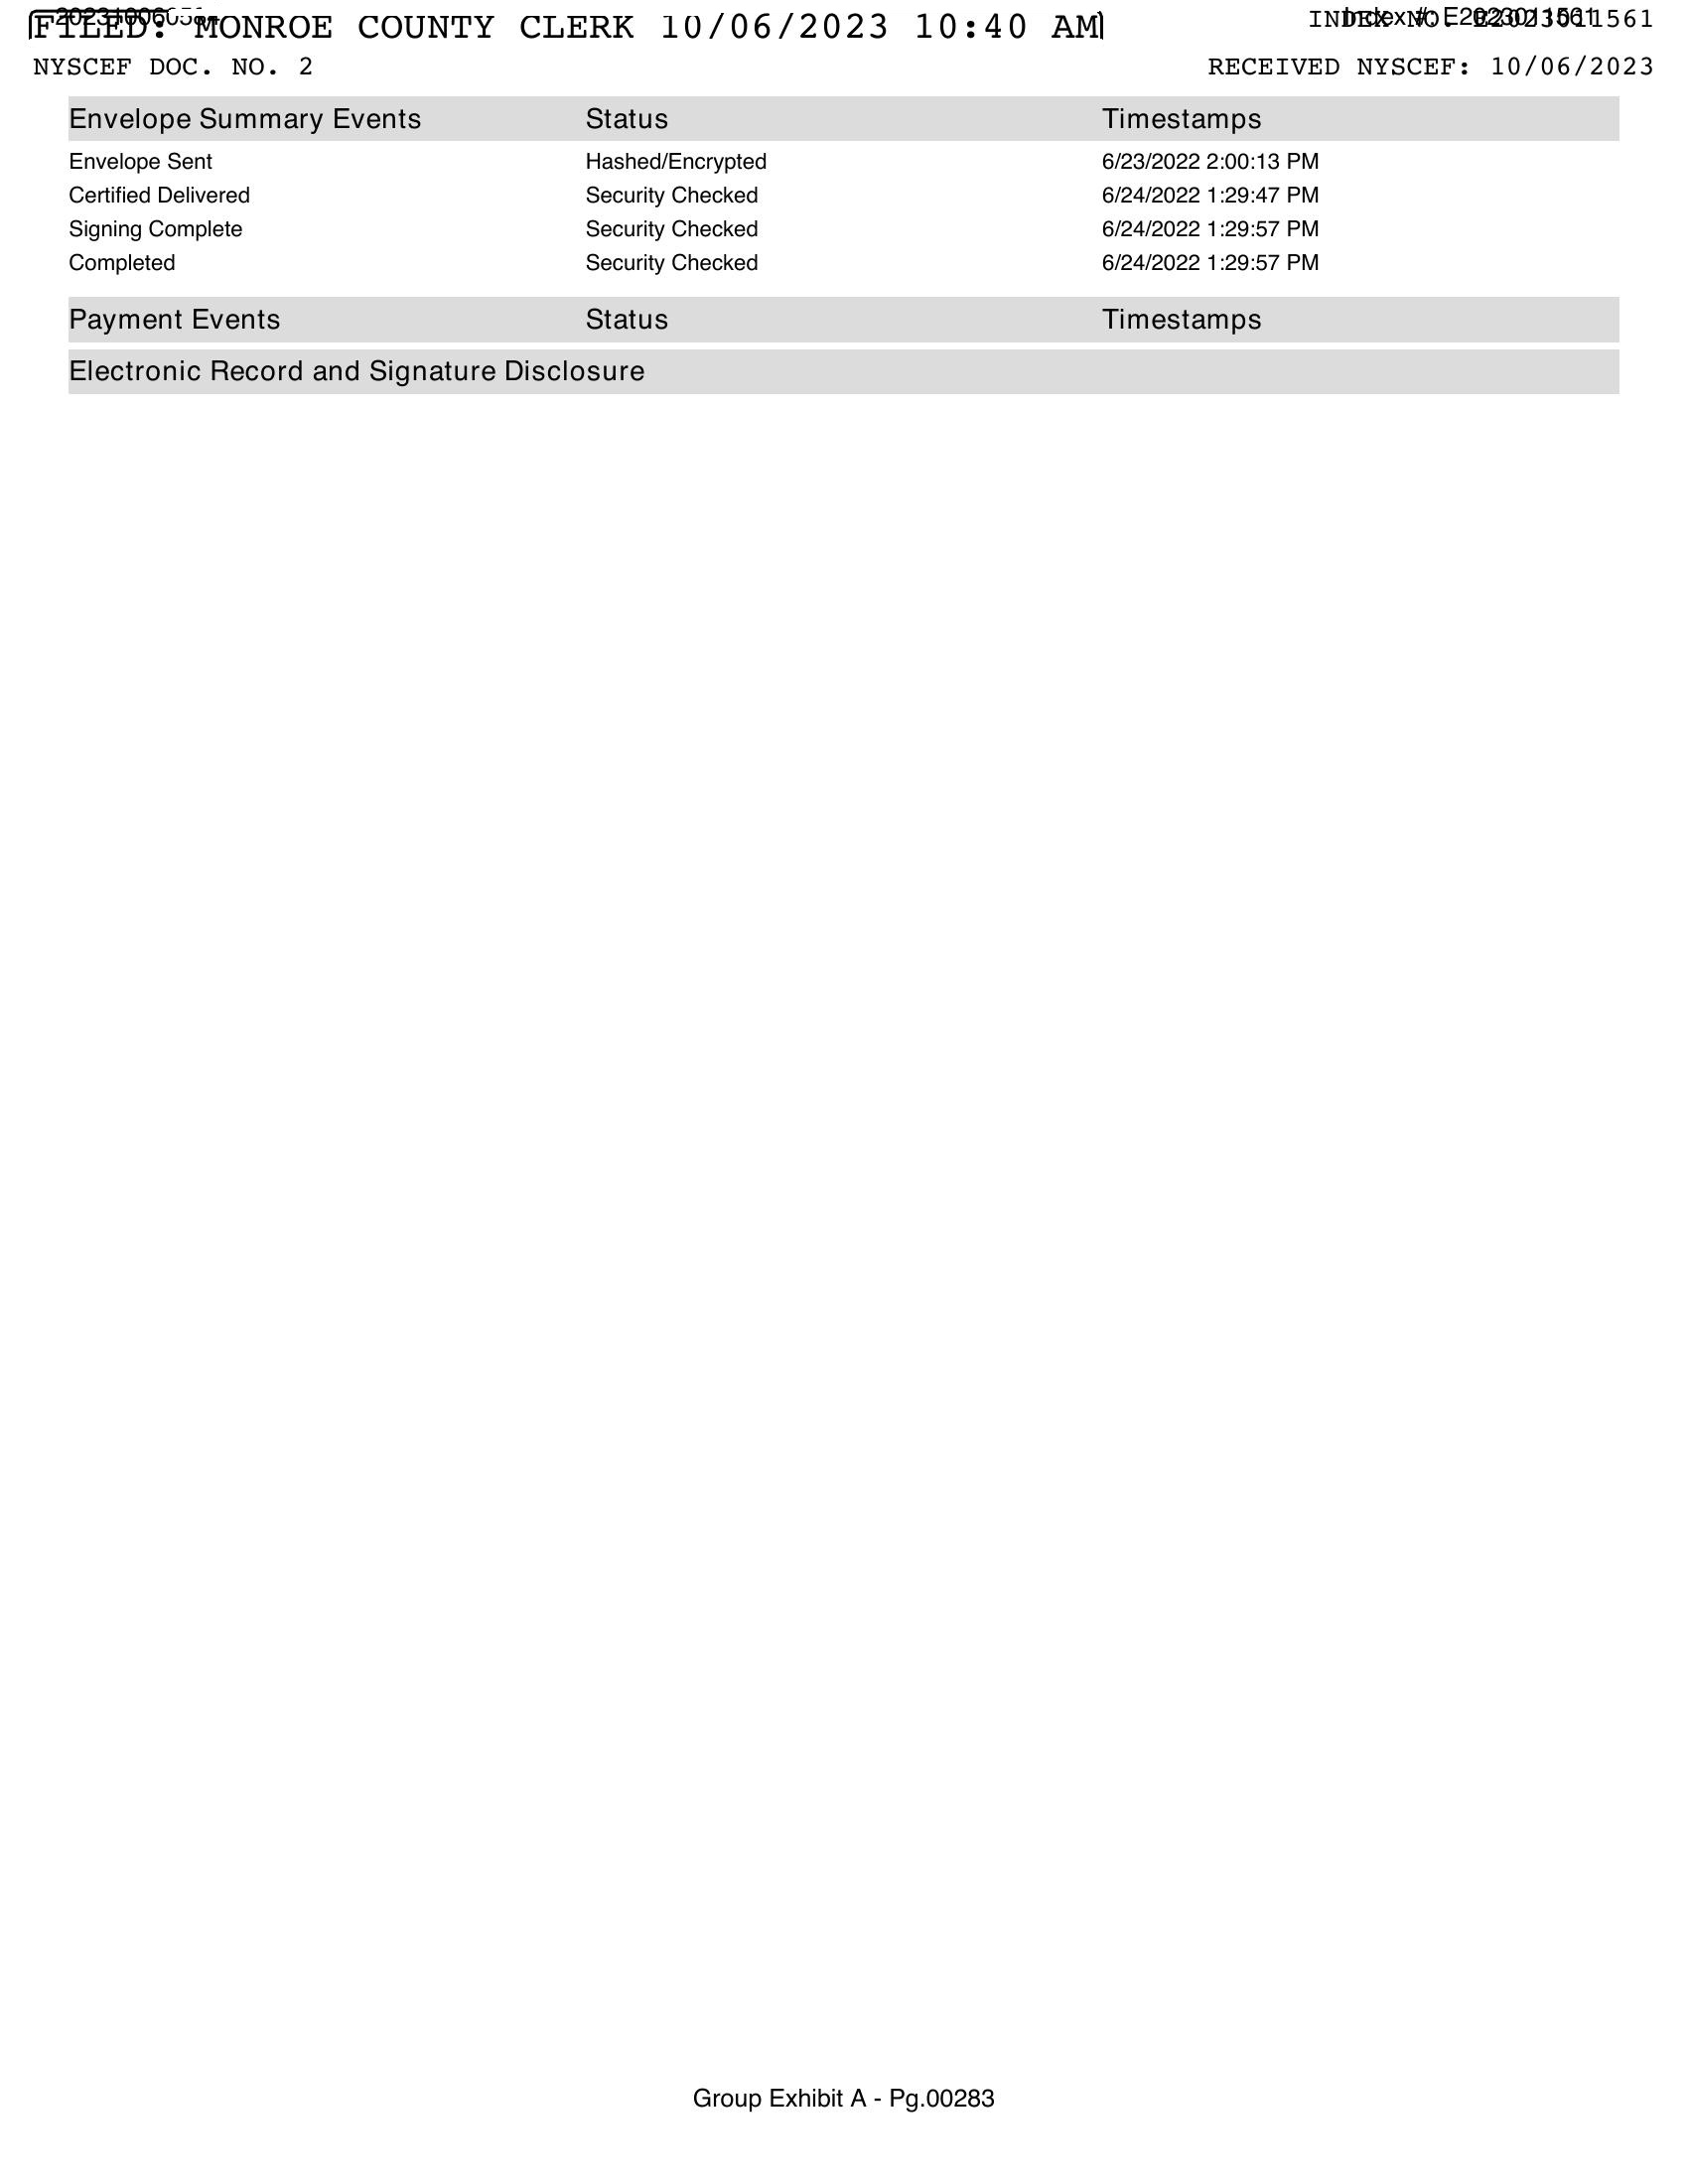 FILED: MONROE COUNTY CLERK 10/06/2023 10:40 AM
INDEX NO. E2023011561
NYSCEF DOC. NO. 2
RECEIVED NYSCEF: 10/06/2023
Envelope Summary Events Status Timestamps
Envelope Sent Hashed/Encrypted 6/23/2022 2:00:13 PM
Certified Delivered Security Checked 6/24/2022 1:29:47 PM
Signing Complete Security Checked 6/24/2022 1:29:57 PM
Completed Security Checked 6/24/2022 1:29:57 PM
Payment Events Status Timestamps
Electronic Record and Signature Disclosure
Group Exhibit A - Pg.00283